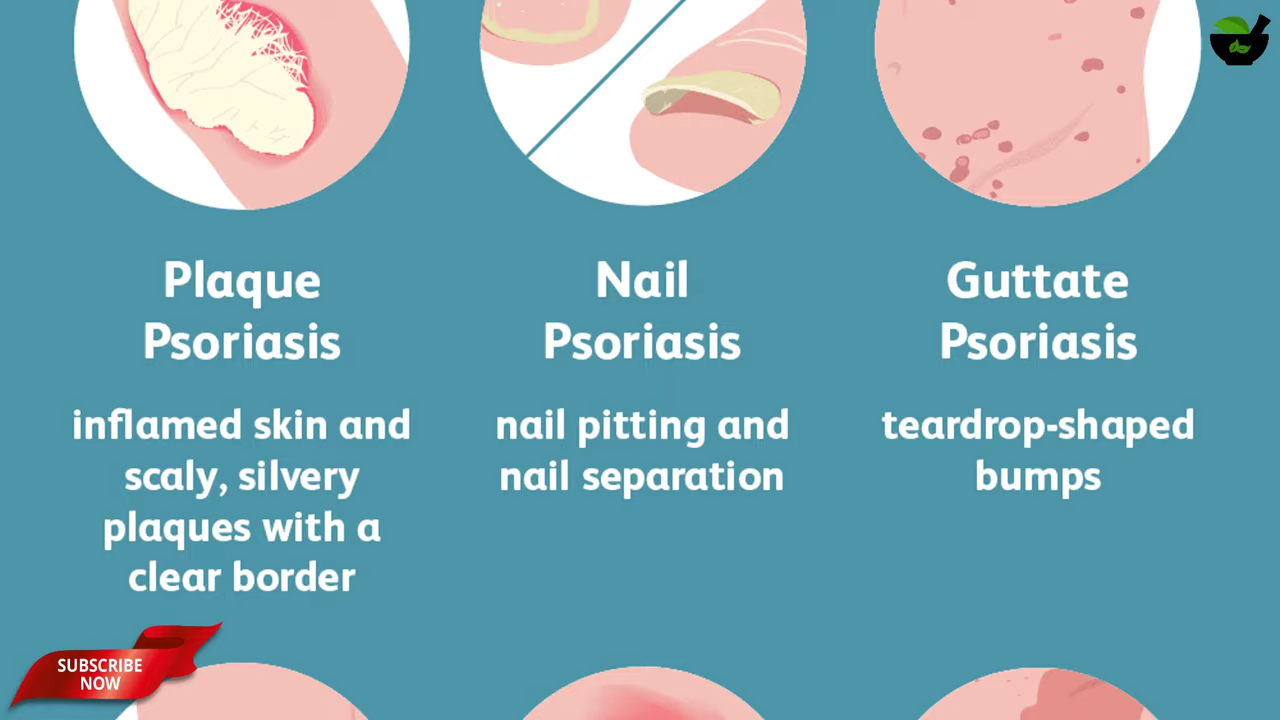 Plaque
Psoriasis
inflamed skin and
scaly, silvery
plaques with a
clear border
Nail
Psoriasis
nail pitting and
nail separation
Guttate
Psoriasis
teardrop-shaped
bumps
SUBSCRIBE
NOW